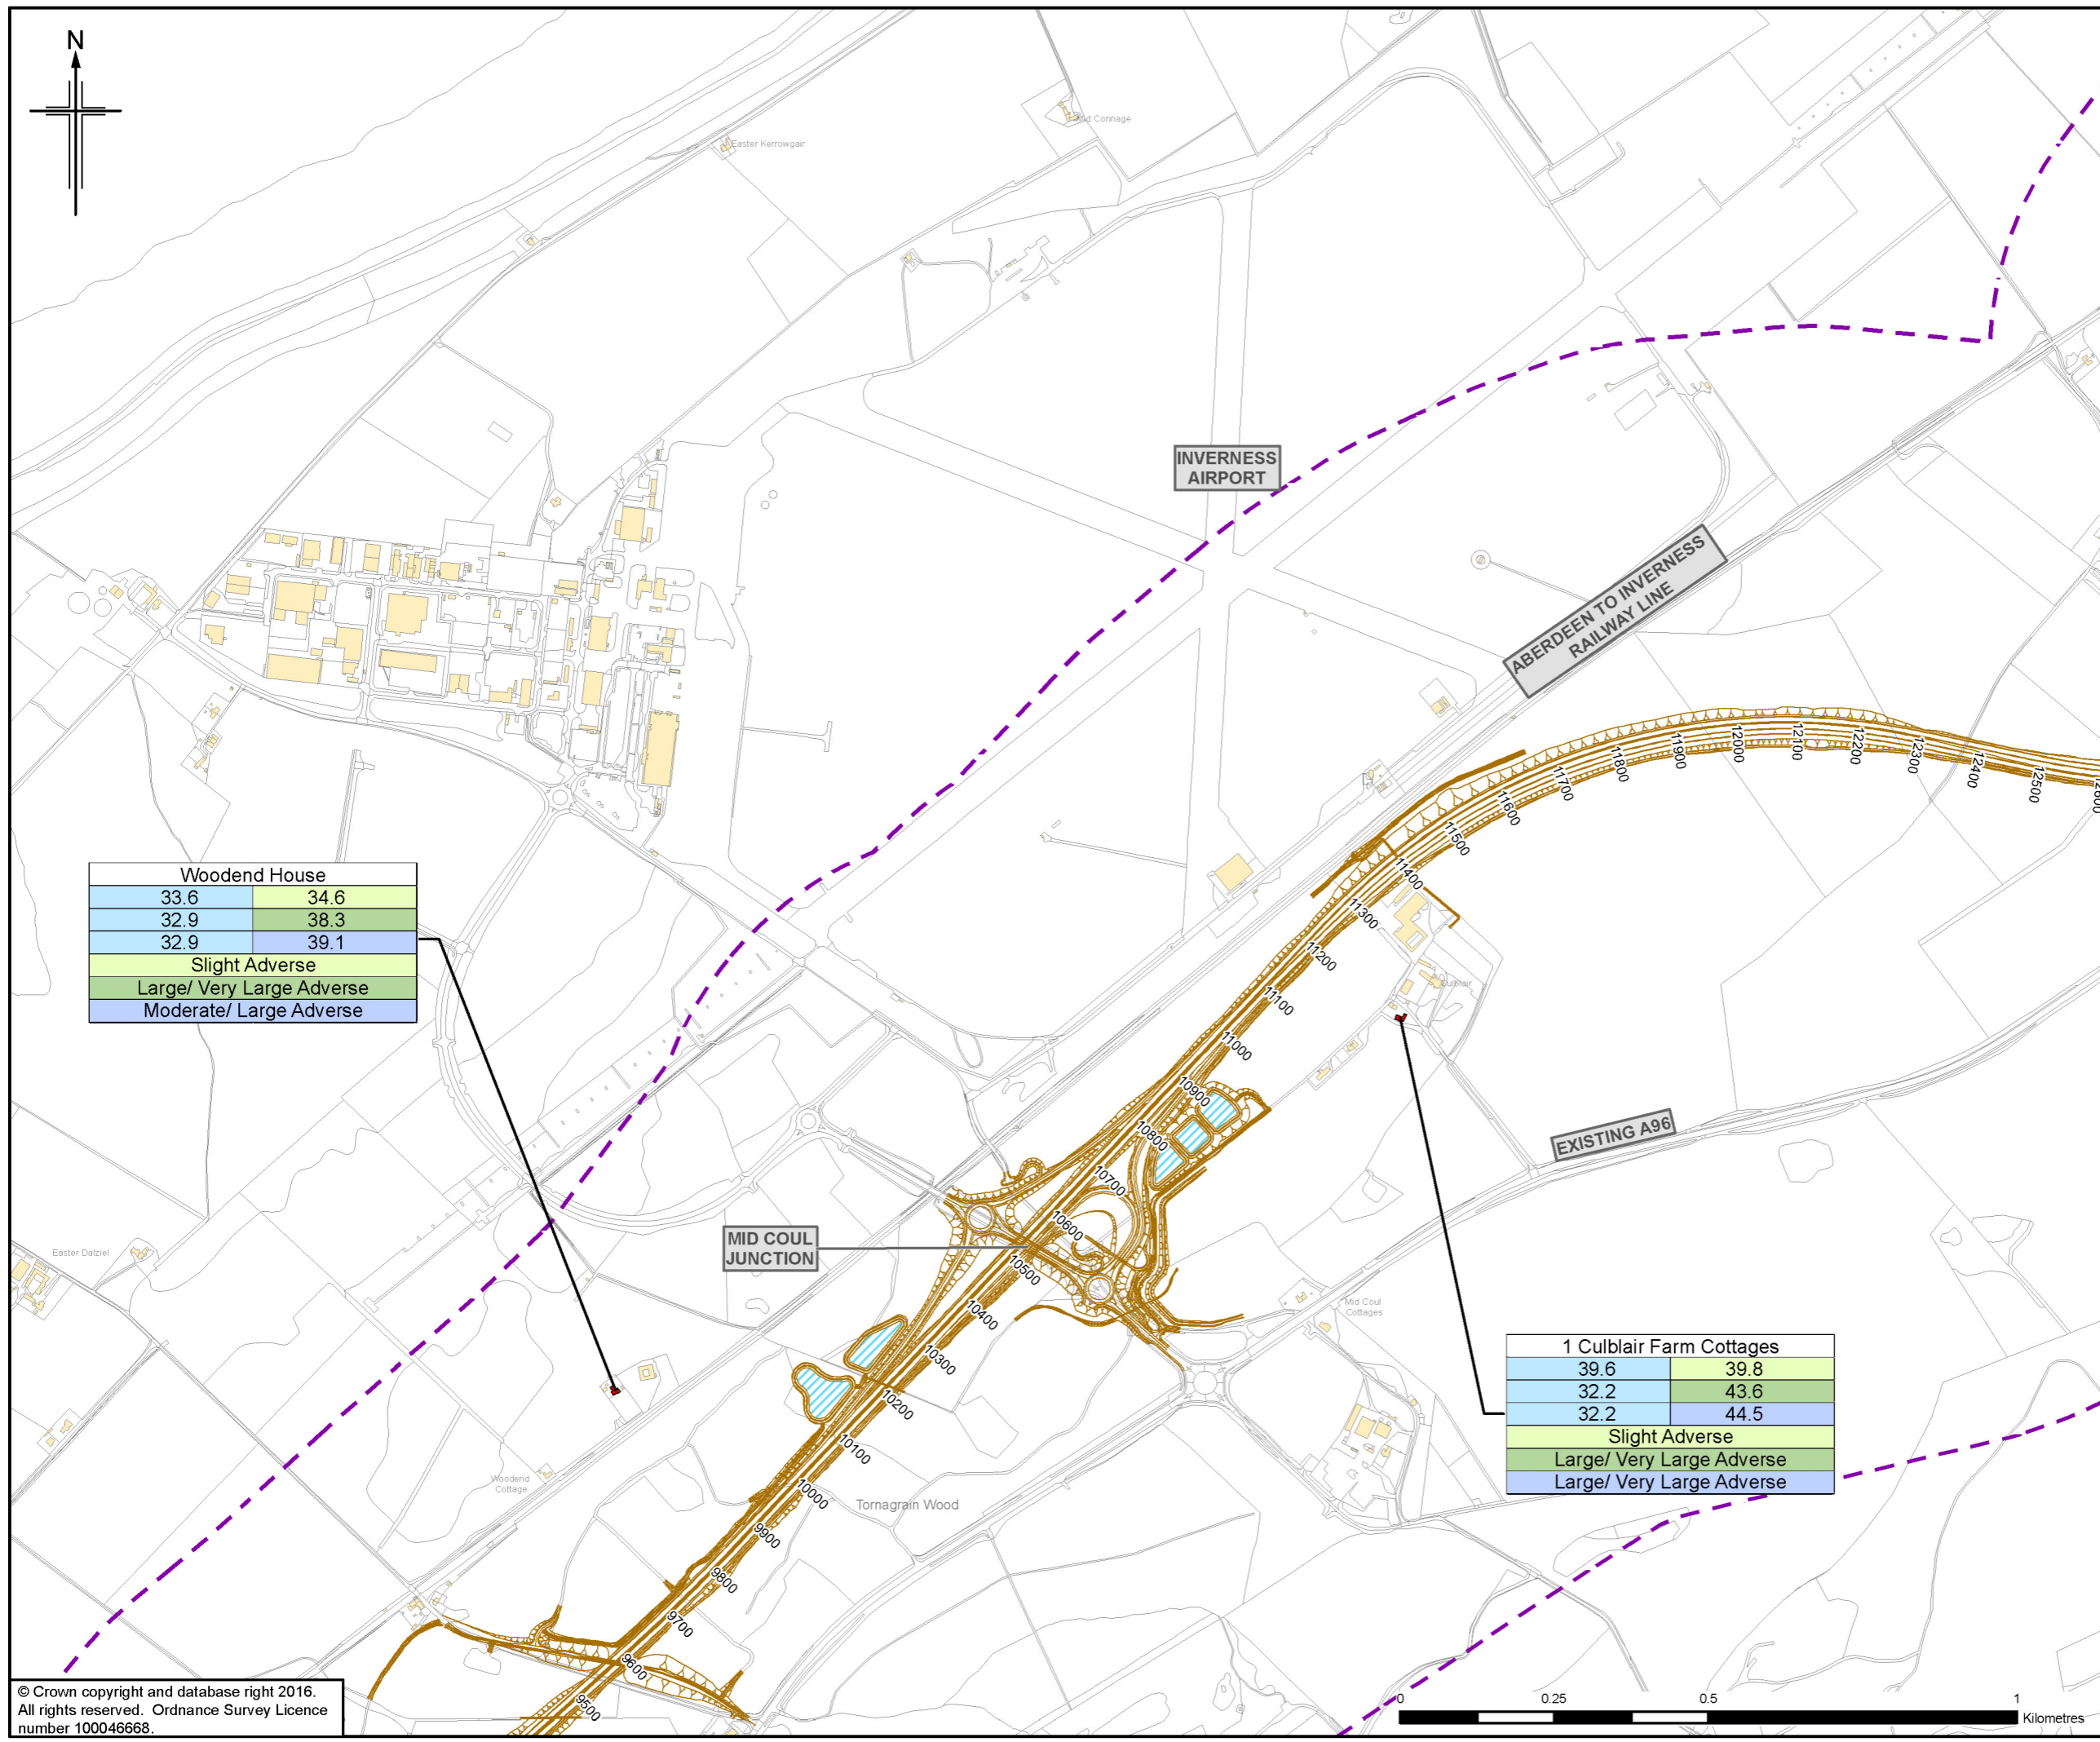 N
Mid Connage
Easter Kerrowgair
INVERNESS
AIRPORT
ABERDEEN TO INVERNESS
RAILWAY LINE
12000
12100
12200
12300
12400
12500
12600
11900
11800
11700
11600
11500
11400
11300
11200
11100
11000
10900
10800
10700
10600
10500
10400
10300
10200
10100
10000
9900
9800
9700
9600
9500
Woodend House
33.6 34.6
32.9 38.3
32.9 39.1
Slight Adverse
Large/ Very Large Adverse
Moderate/ Large Adverse
Culblair
EXISTING A96
MID COUL
JUNCTION
Easter Dalziel
Mid Coul
Cottages
1 Culblair Farm Cottages
39.6 39.8
32.2 43.6
32.2 44.5
Slight Adverse
Large/ Very Large Adverse
Large/ Very Large Adverse
Woodend
Cottage
Tornagrain Wood
© Crown copyright and database right 2016.
All rights reserved. Ordnance Survey Licence
number 100046668.
0 0.25 0.5 1
Kilometres